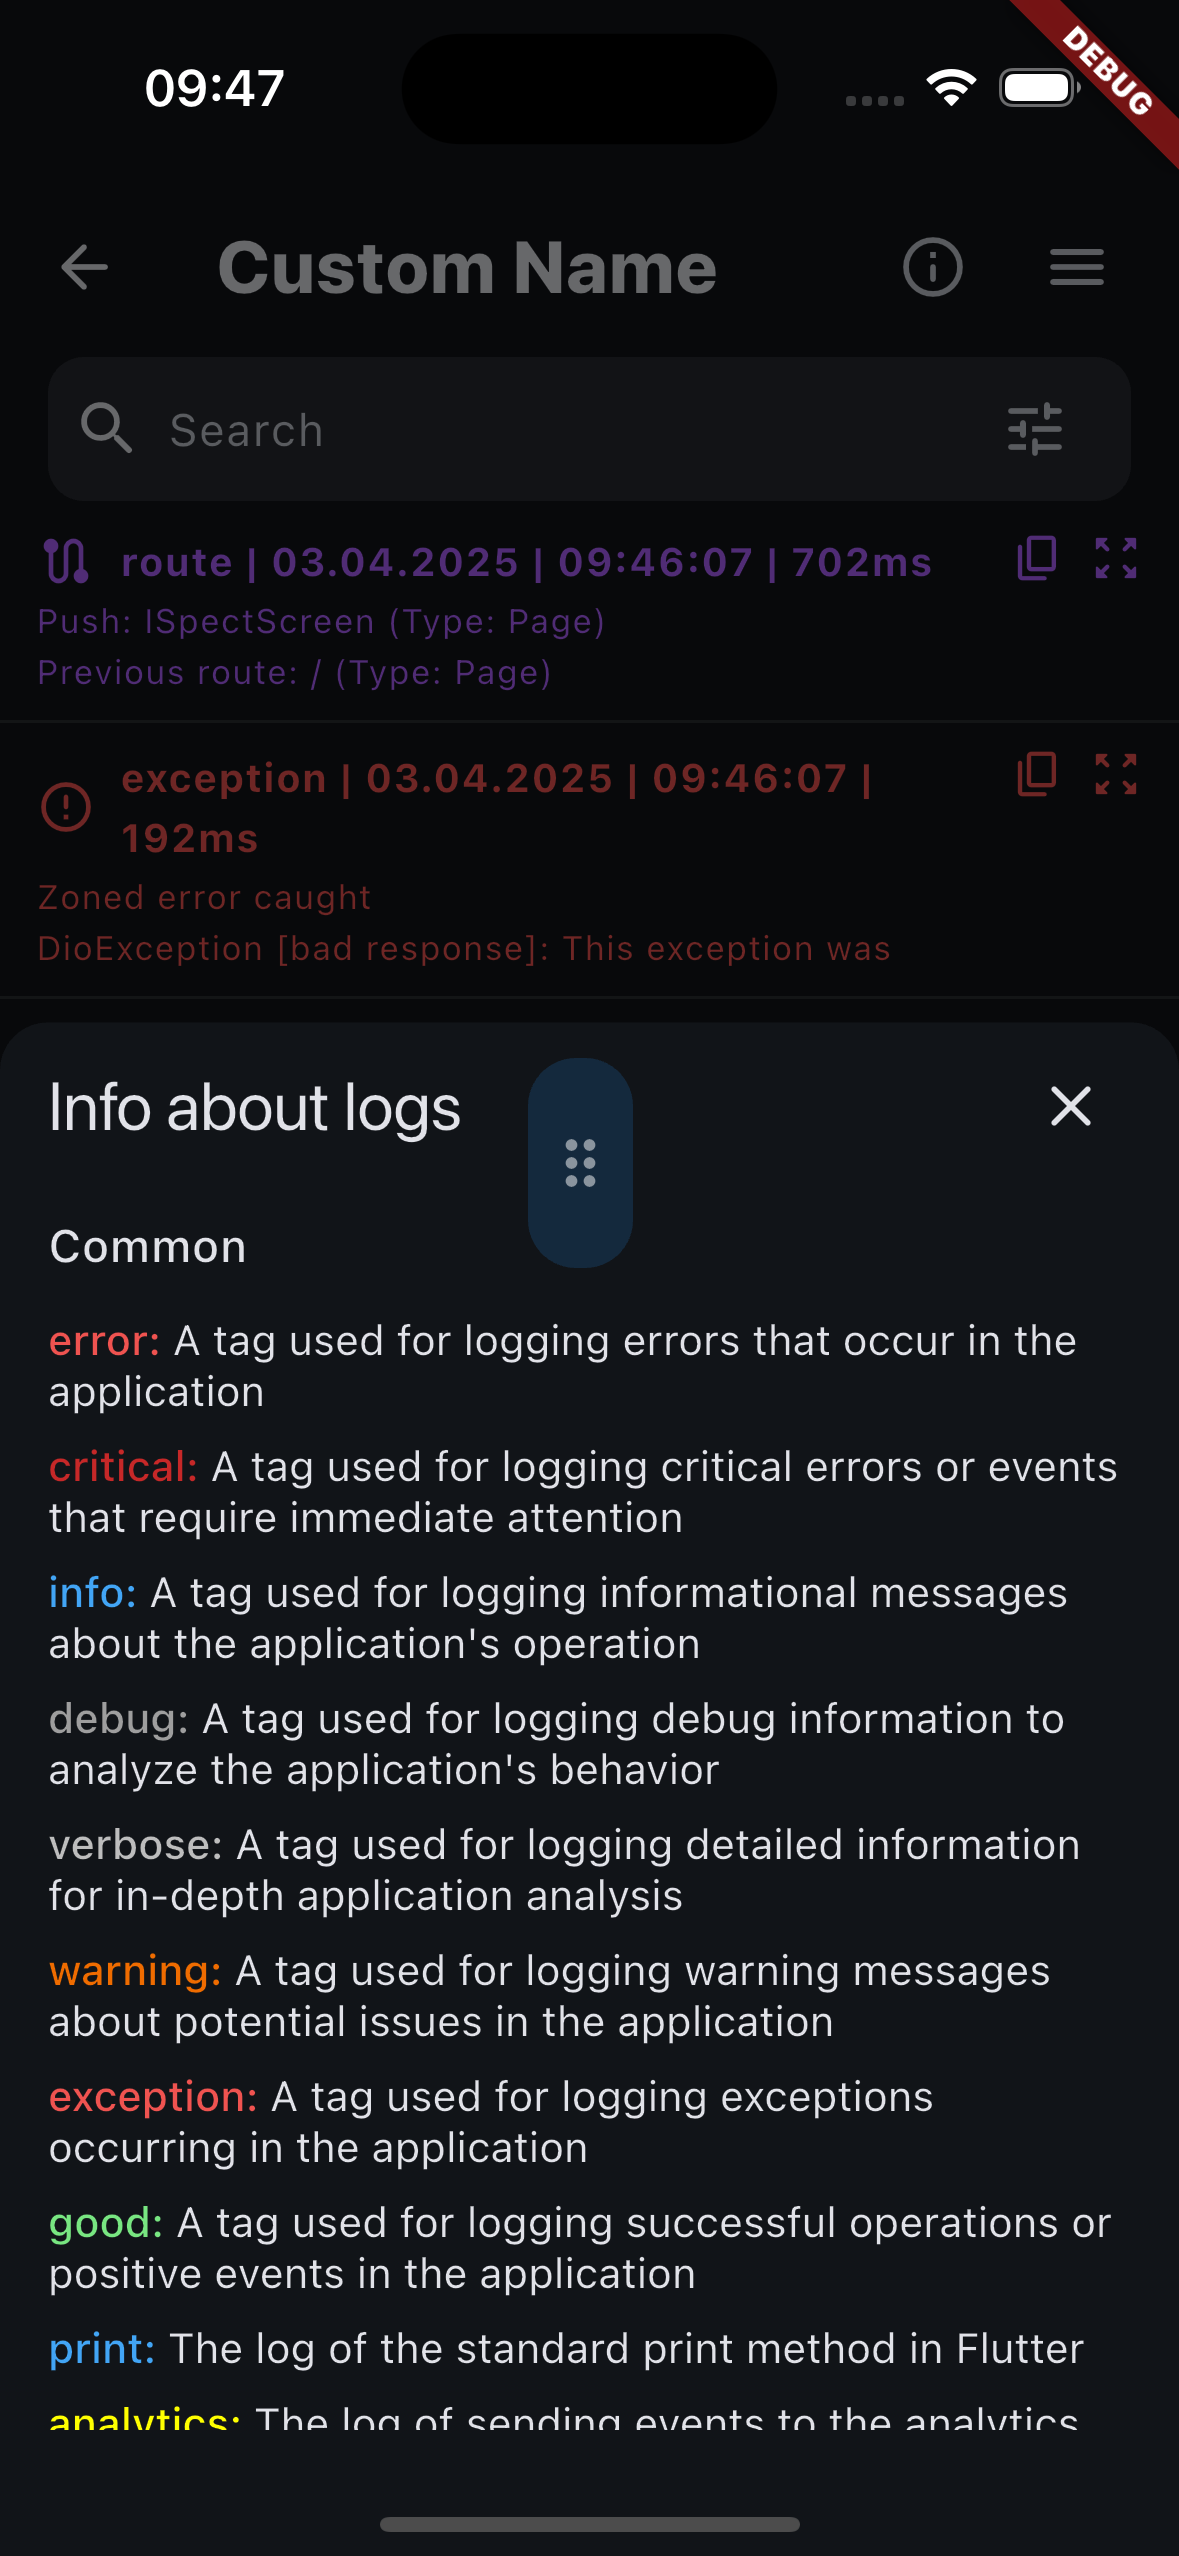 09:47
DEBUG
Custom Name
Search
route | 03.04.2025 | 09:46:07 | 702ms
Push: ISpectScreen (Type: Page)
Previous route: / (Type: Page)
exception | 03.04.2025 | 09:46:07 |
192ms
Zoned error caught
DioException [bad response]: This exception was
Info about logs
Common
error: A tag used for logging errors that occur in the
application
critical: A tag used for logging critical errors or events
that require immediate attention
info: A tag used for logging informational messages
about the application's operation
debug: A tag used for logging debug information to
analyze the application's behavior
verbose: A tag used for logging detailed information
for in-depth application analysis
warning: A tag used for logging warning messages
about potential issues in the application
exception: A tag used for logging exceptions
occurring in the application
good: A tag used for logging successful operations or
positive events in the application
print: The log of the standard print method in Flutter
analytics: The log of sending events to the analytics